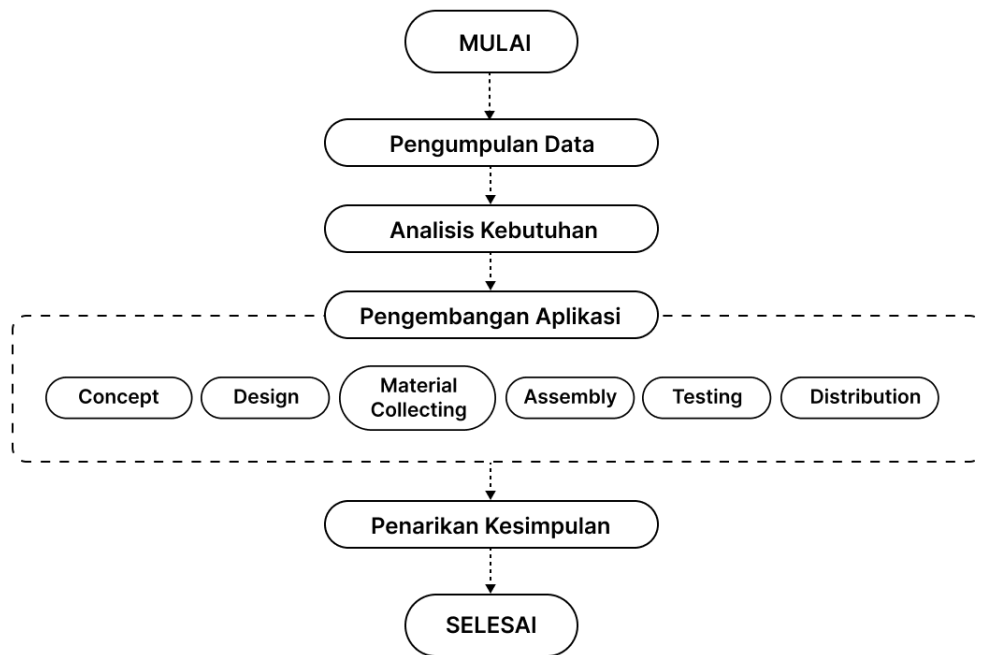 MULAI
Pengumpulan Data
Analisis Kebutuhan
Pengembangan Aplikasi
Concept
Design
Material
Collecting
Assembly
Testing
Distribution
Penarikan Kesimpulan
SELESAI